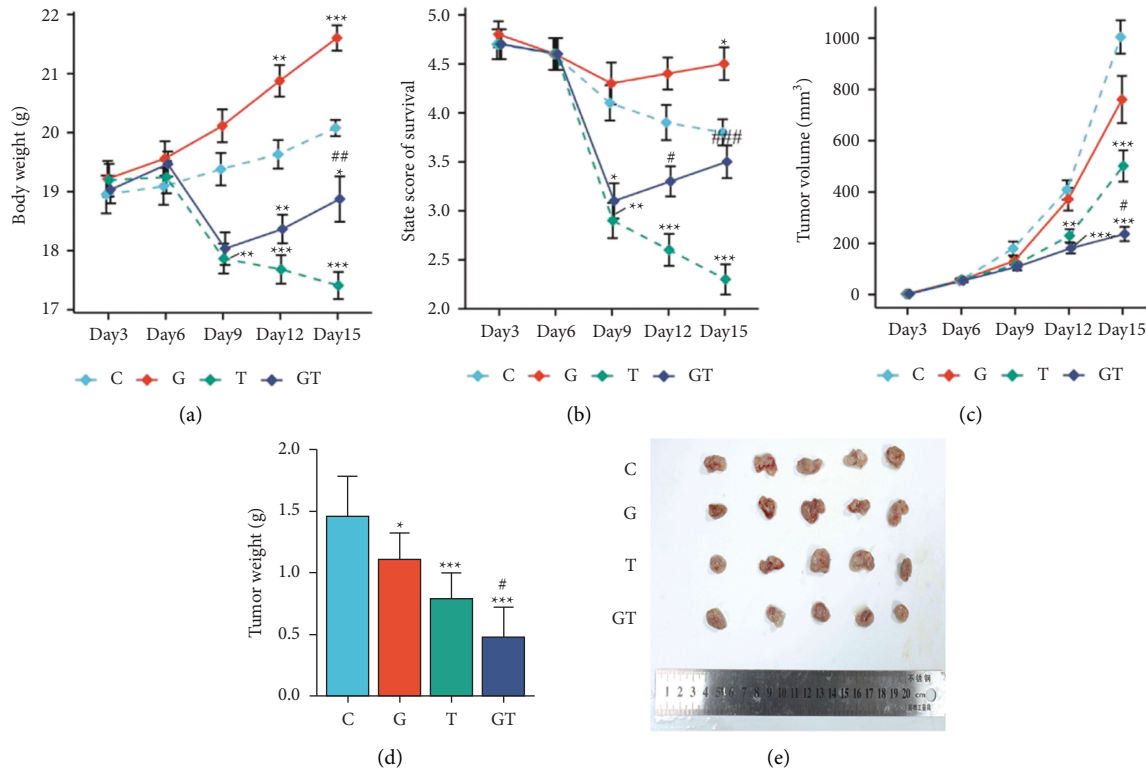 Body weight (g)
22
21
20
19
18
17
***
**
##
*
**
**
***
***
Day3 Day6 Day9 Day12 Day15
C G T GT
(a)
State score of survival
5.0
4.5
4.0
3.5
3.0
2.5
2.0
*
####
#
*
**
***
***
Day3 Day6 Day9 Day12 Day15
C G T GT
(b)
Tumor volume (mm³)
1000
800
600
400
200
0
***
#
**
***
***
Day3 Day6 Day9 Day12 Day15
C G T GT
(c)
Tumor weight (g)
2.0
1.5
1.0
0.5
0.0
*
***
#
***
C G T GT
(d)
C
G
T
GT
不锈钢
1 2 3 4 5 6 7 8 9 10 11 12 13 14 15 16 17 18 19 20 cm
(e)